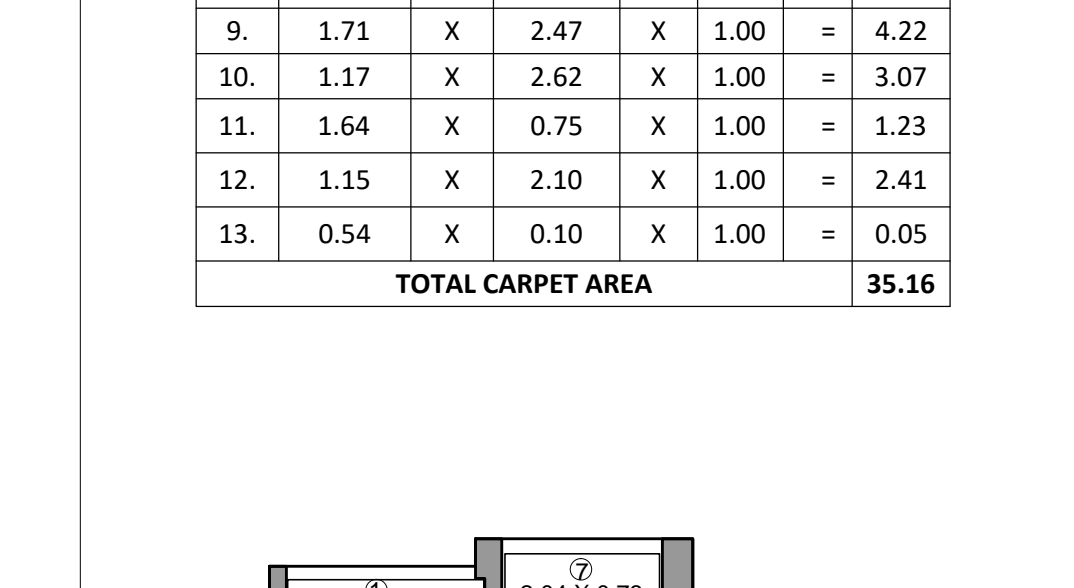 9. 1.71 X 2.47 X 1.00 = 4.22
10. 1.17 X 2.62 X 1.00 = 3.07
11. 1.64 X 0.75 X 1.00 = 1.23
12. 1.15 X 2.10 X 1.00 = 2.41
13. 0.54 X 0.10 X 1.00 = 0.05
TOTAL CARPET AREA 35.16
⑦
①